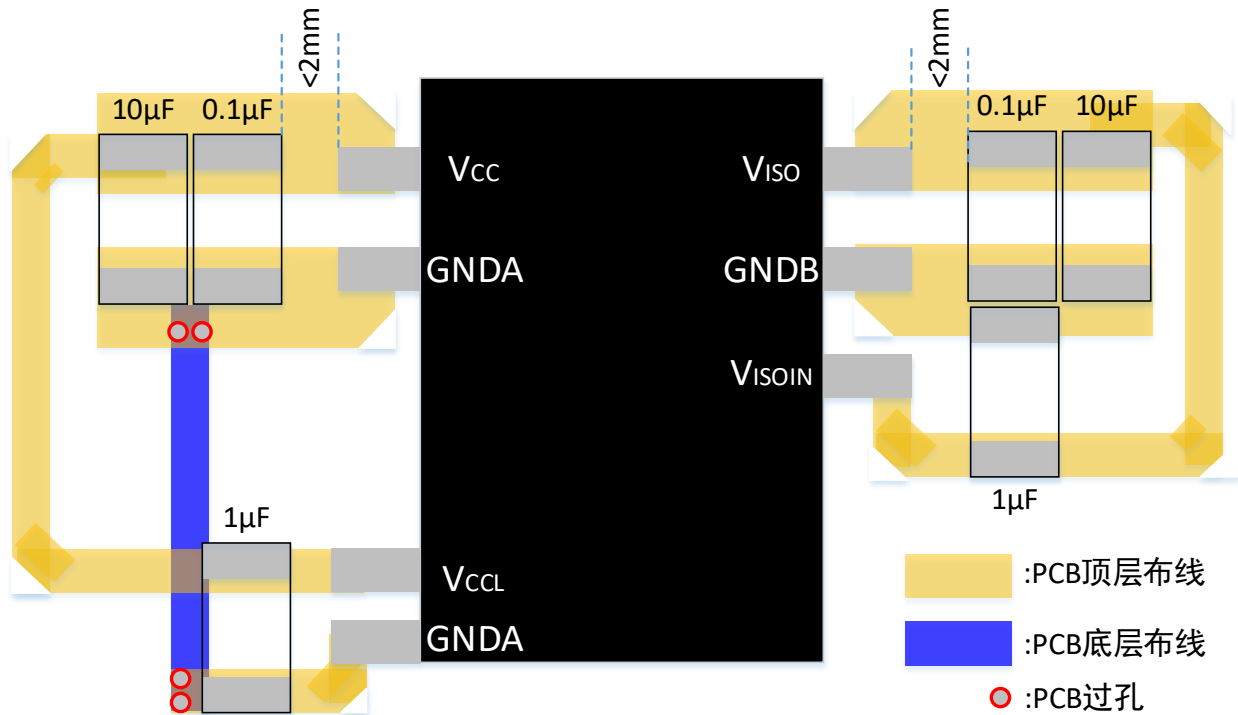 <2mm
<2mm
10µF
0.1µF
0.1µF
10µF
VCC
VISO
GNDA
GNDB
VISOIN
1µF
1µF
VCCL
GNDA
:PCB顶层布线
:PCB底层布线
:PCB过孔